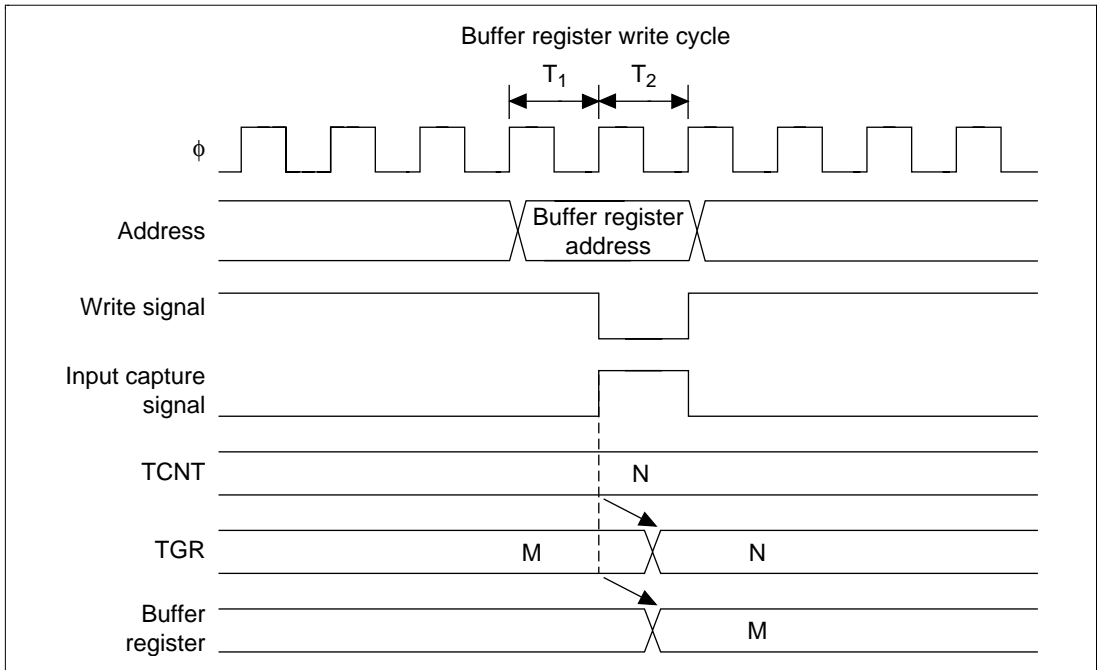 Buffer register write cycle
T1 T2
ϕ
Address
Buffer register
address
Write signal
Input capture
signal
TCNT
N
TGR
M
N
Buffer
register
M